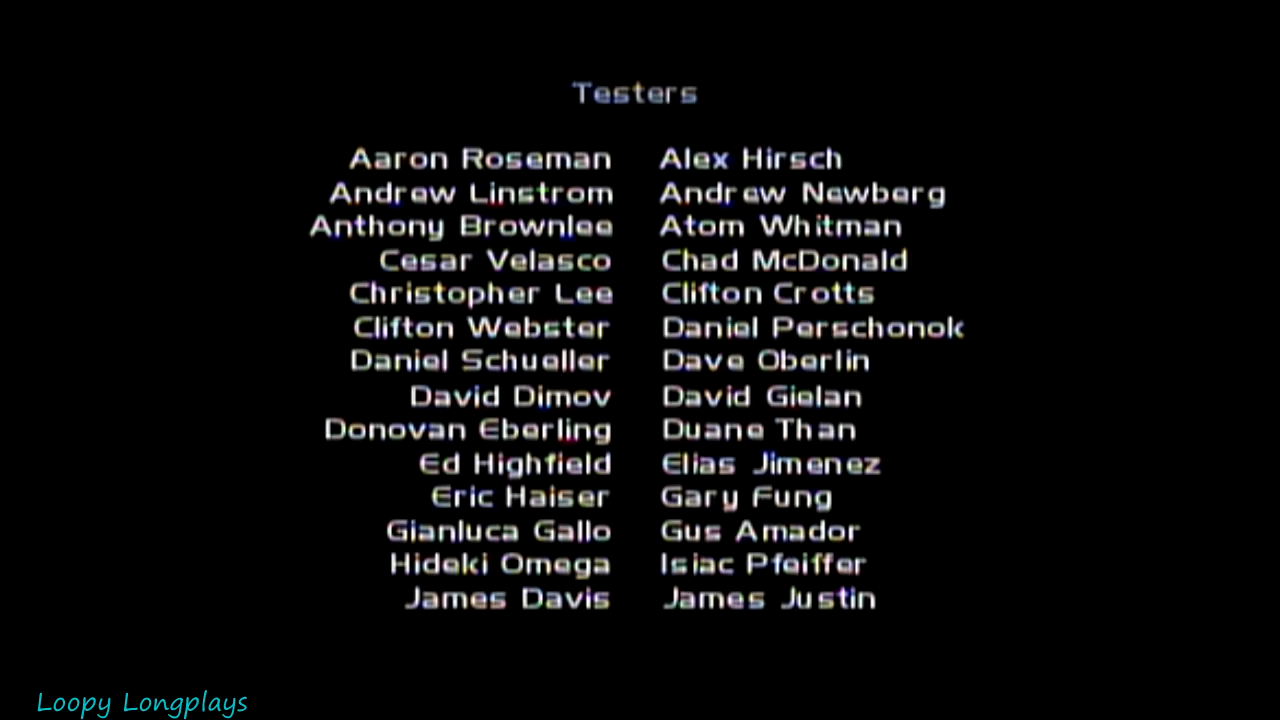 Testers
Aaron Roseman Alex Hirsch
Andrew Linstrom Andrew Newberg
Anthony Brownlee Atom Whitman
Cesar Velasco Chad McDonald
Christopher Lee Clifton Crotts
Clifton Webster Daniel Perschonok
Daniel Schueller Dave Oberlin
David Dimov David Gielan
Donovan Eberling Duane Than
Ed Highfield Elias Jimenez
Eric Haiser Gary Fung
Gianluca Gallo Gus Amador
Hideki Omega Isiac Pfeiffer
James Davis James Justin
Loopy Longplays